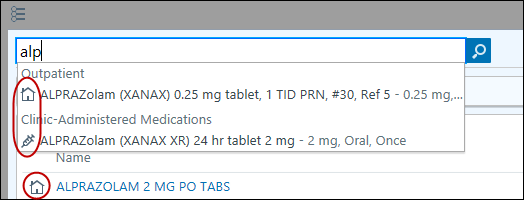 alp
Outpatient
ALPRAZolam (XANAX) 0.25 mg tablet, 1 TID PRN, #30, Ref 5 - 0.25 mg,...
Clinic-Administered Medications
ALPRAZolam (XANAX XR) 24 hr tablet 2 mg - 2 mg, Oral, Once
Name
ALPRAZOLAM 2 MG PO TABS